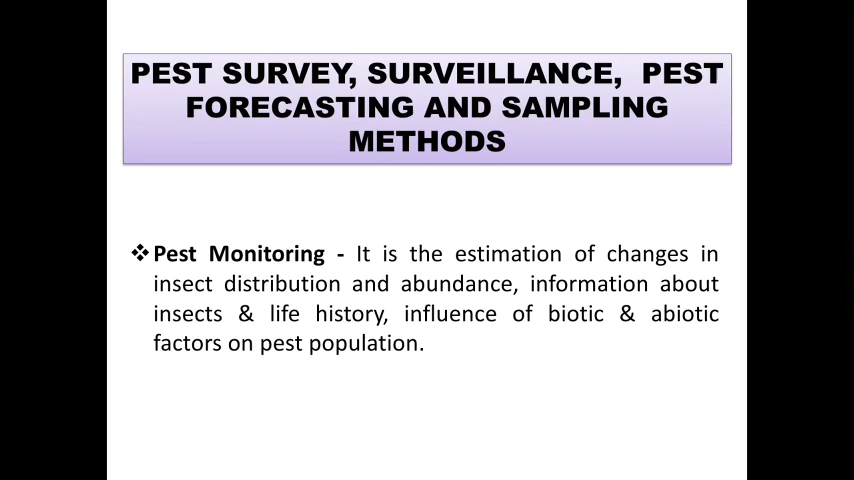 PEST SURVEY, SURVEILLANCE, PEST
FORECASTING AND SAMPLING
METHODS
❖Pest Monitoring - It is the estimation of changes in
insect distribution and abundance, information about
insects & life history, influence of biotic & abiotic
factors on pest population.